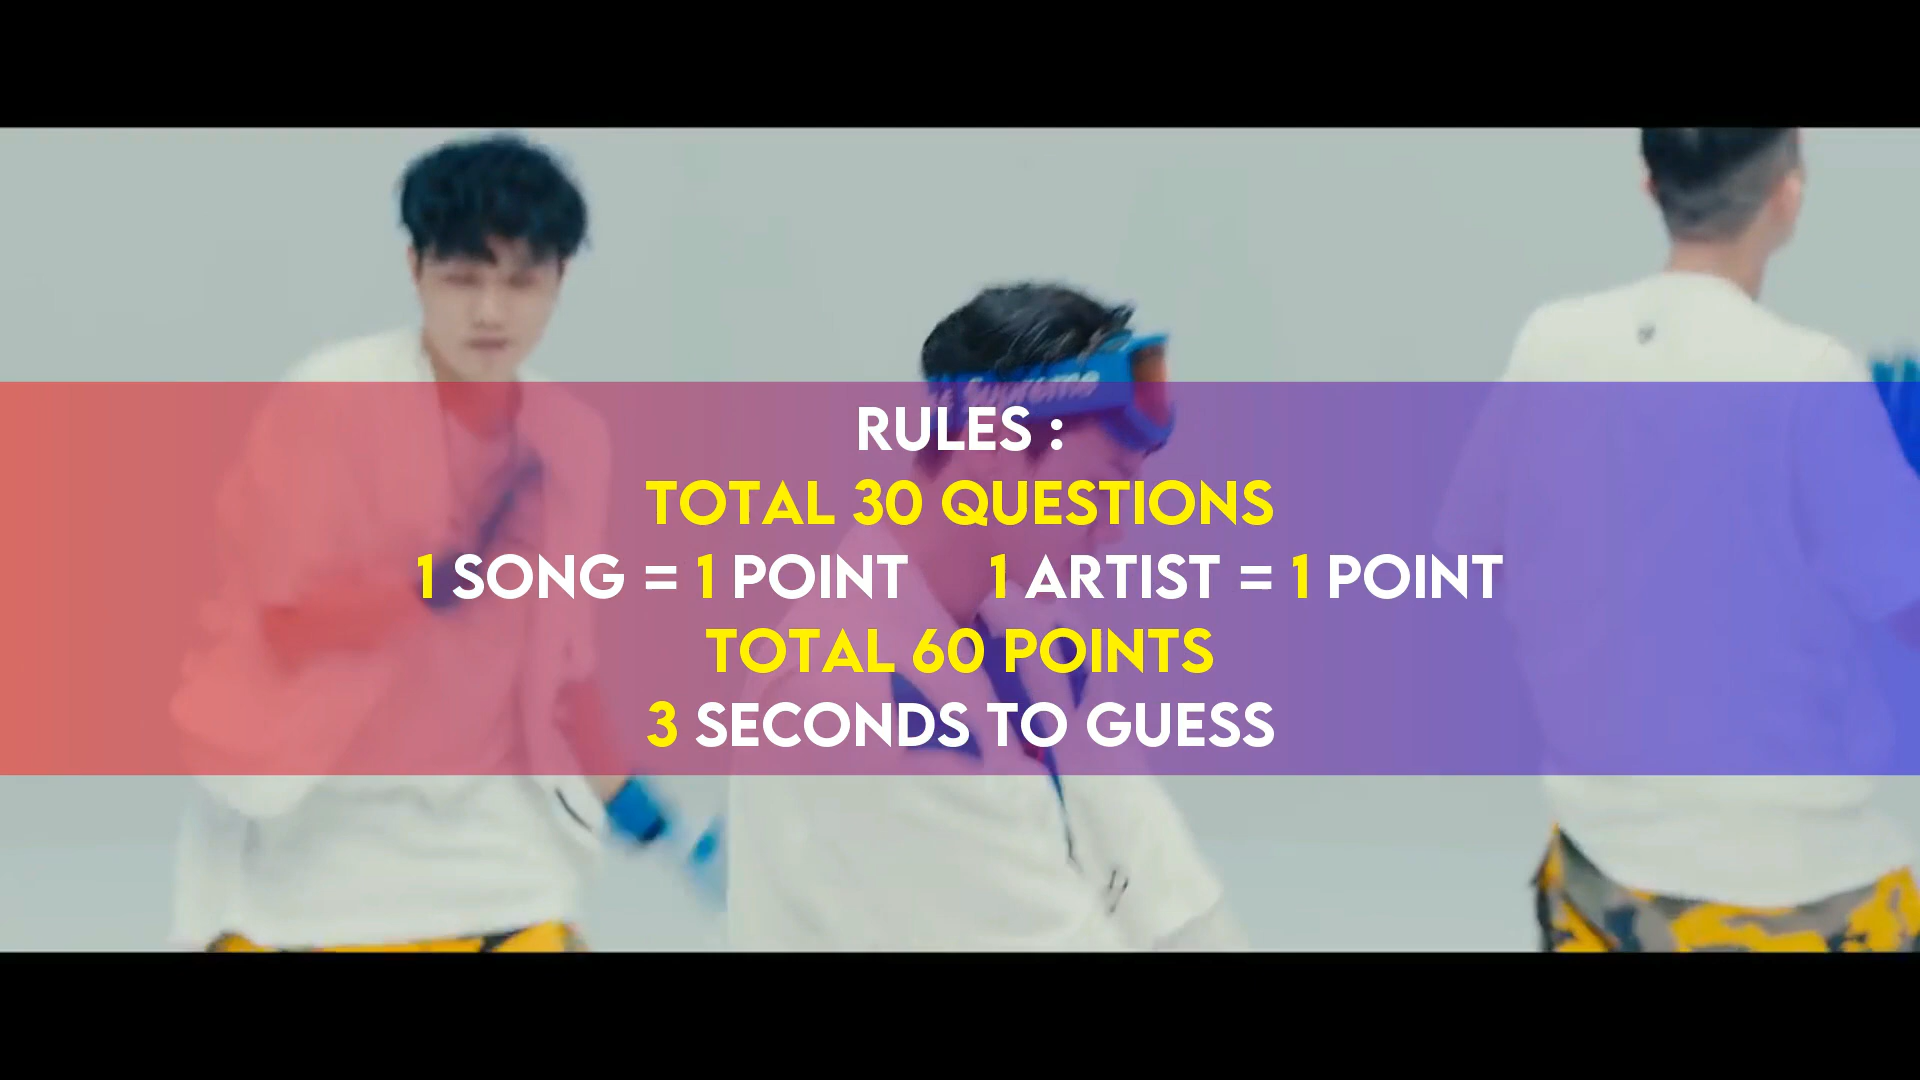 Supreme
RULES :
TOTAL 30 QUESTIONS
1 SONG = 1 POINT 1 ARTIST = 1 POINT
TOTAL 60 POINTS
3 SECONDS TO GUESS